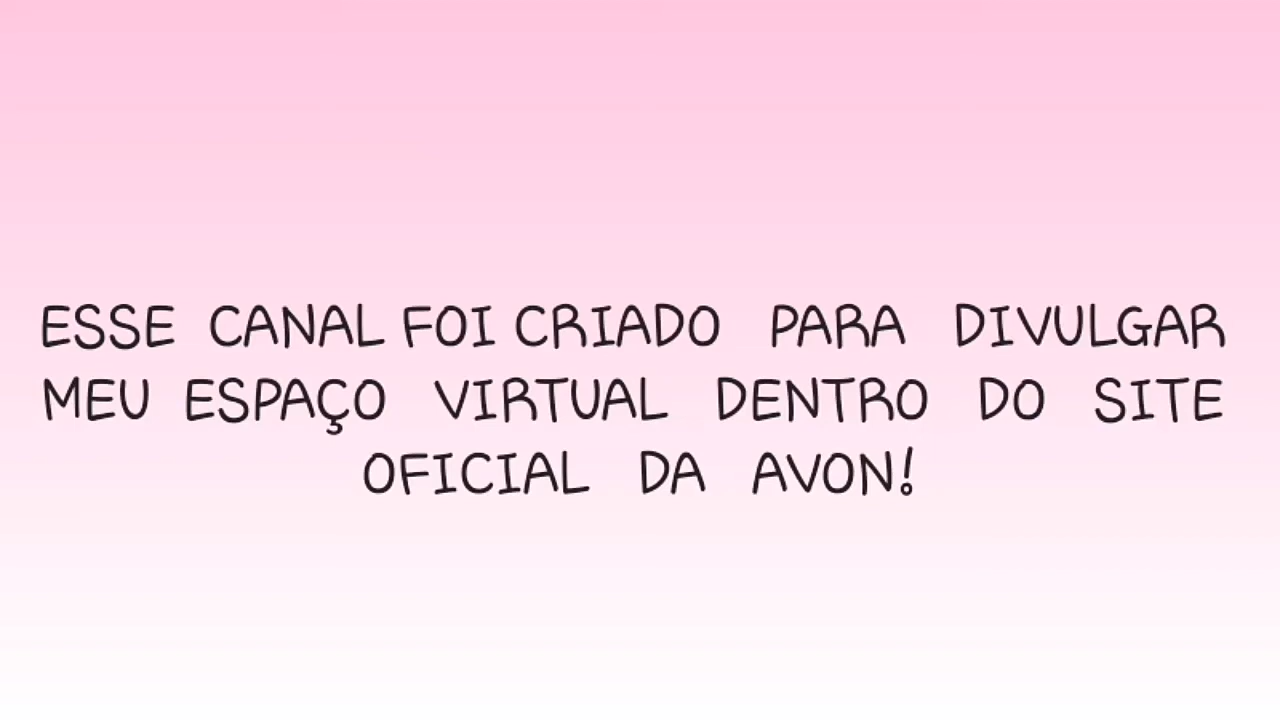 ESSE CANAL FOI CRIADO PARA DIVULGAR
MEU ESPAÇO VIRTUAL DENTRO DO SITE
OFICIAL DA AVON!